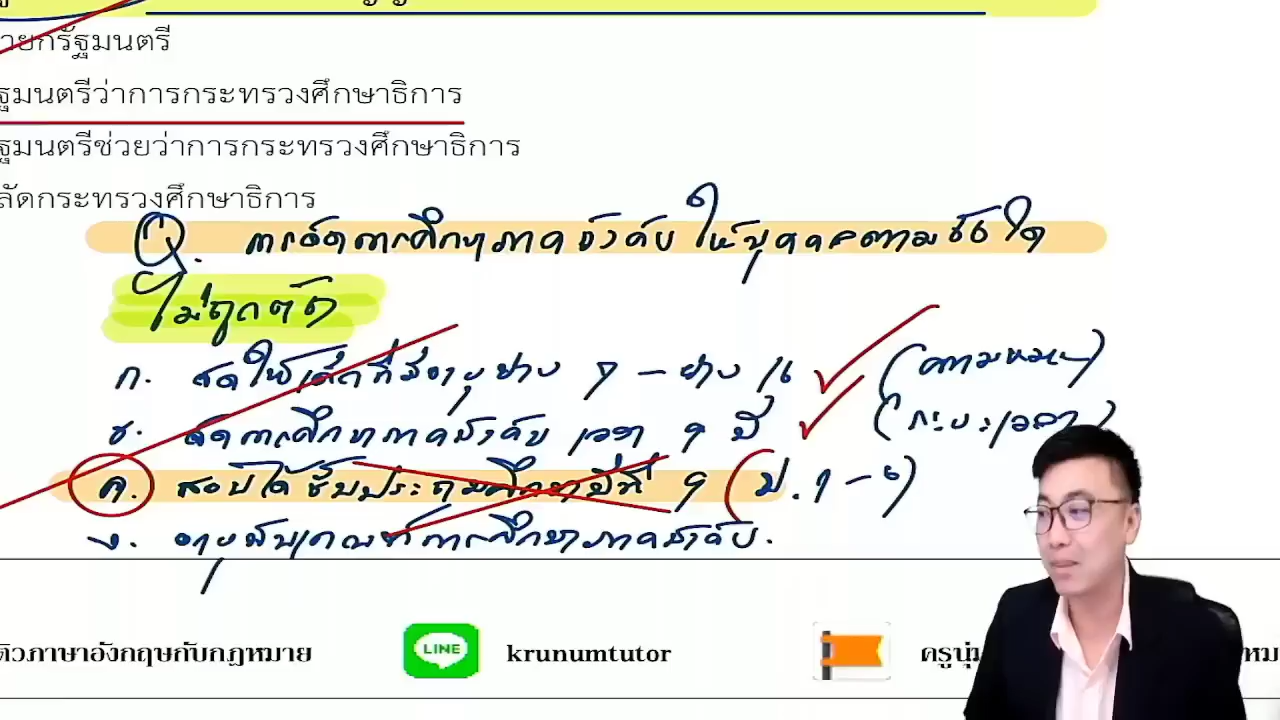 ายกรัฐมนตรี
ฐมนตรีว่าการกระทรวงศึกษาธิการ
ฐมนตรีช่วยว่าการกระทรวงศึกษาธิการ
ลัดกระทรวงศึกษาธิการ
Q. การจัดการศึกษาภาคบังคับ ให้บุคคลตามข้อใด
ไม่ถูกต้อง
ก. จัดให้เด็กที่มีอายุย่าง 7 - ย่าง 16 (ความหมาย)
ข. จัดการศึกษาภาคบังคับ เวลา 9 ปี (ระยะเวลา)
ค. สอบได้ชั้นประถมศึกษาปีที่ 9 (ป.1-6)
ง. อายุพ้นเกณฑ์การศึกษาภาคบังคับ.
ติวภาษาอังกฤษกับกฎหมาย LINE krunumtutor ครูนุ่ม